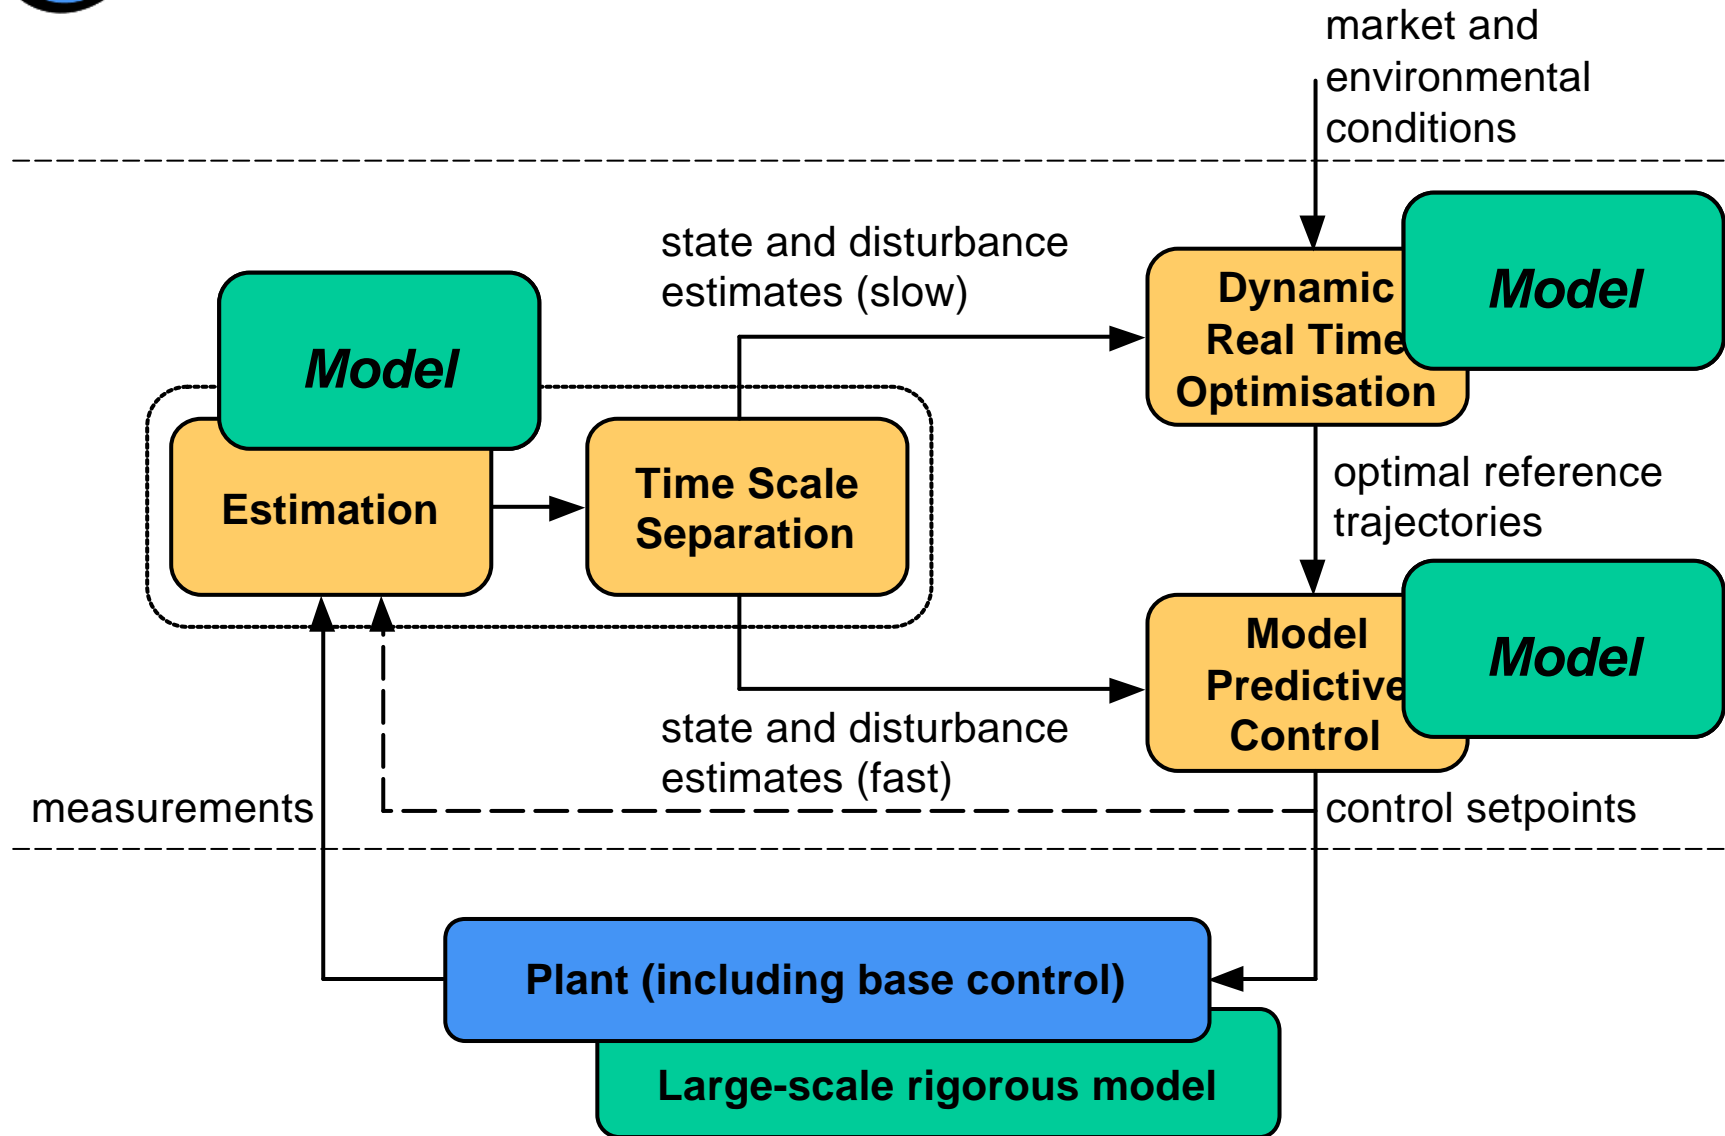 market and
environmental
conditions
state and disturbance
estimates (slow)
Dynamic
Real Time
Optimisation
Model
Model
Estimation
Time Scale
Separation
optimal reference
trajectories
Model
Predictive
Control
Model
state and disturbance
estimates (fast)
measurements
control setpoints
Plant (including base control)
Large-scale rigorous model